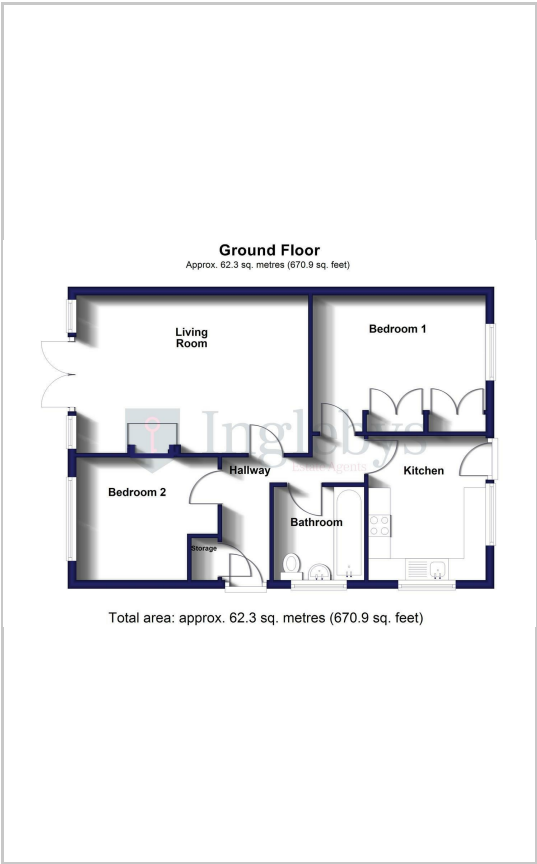 Ground Floor
Approx. 62.3 sq. metres (670.9 sq. feet)
Living
Room
Bedroom 1
Inglebys
Estate Agents
Hallway
Kitchen
Bedroom 2
Bathroom
Storage
Total area: approx. 62.3 sq. metres (670.9 sq. feet)